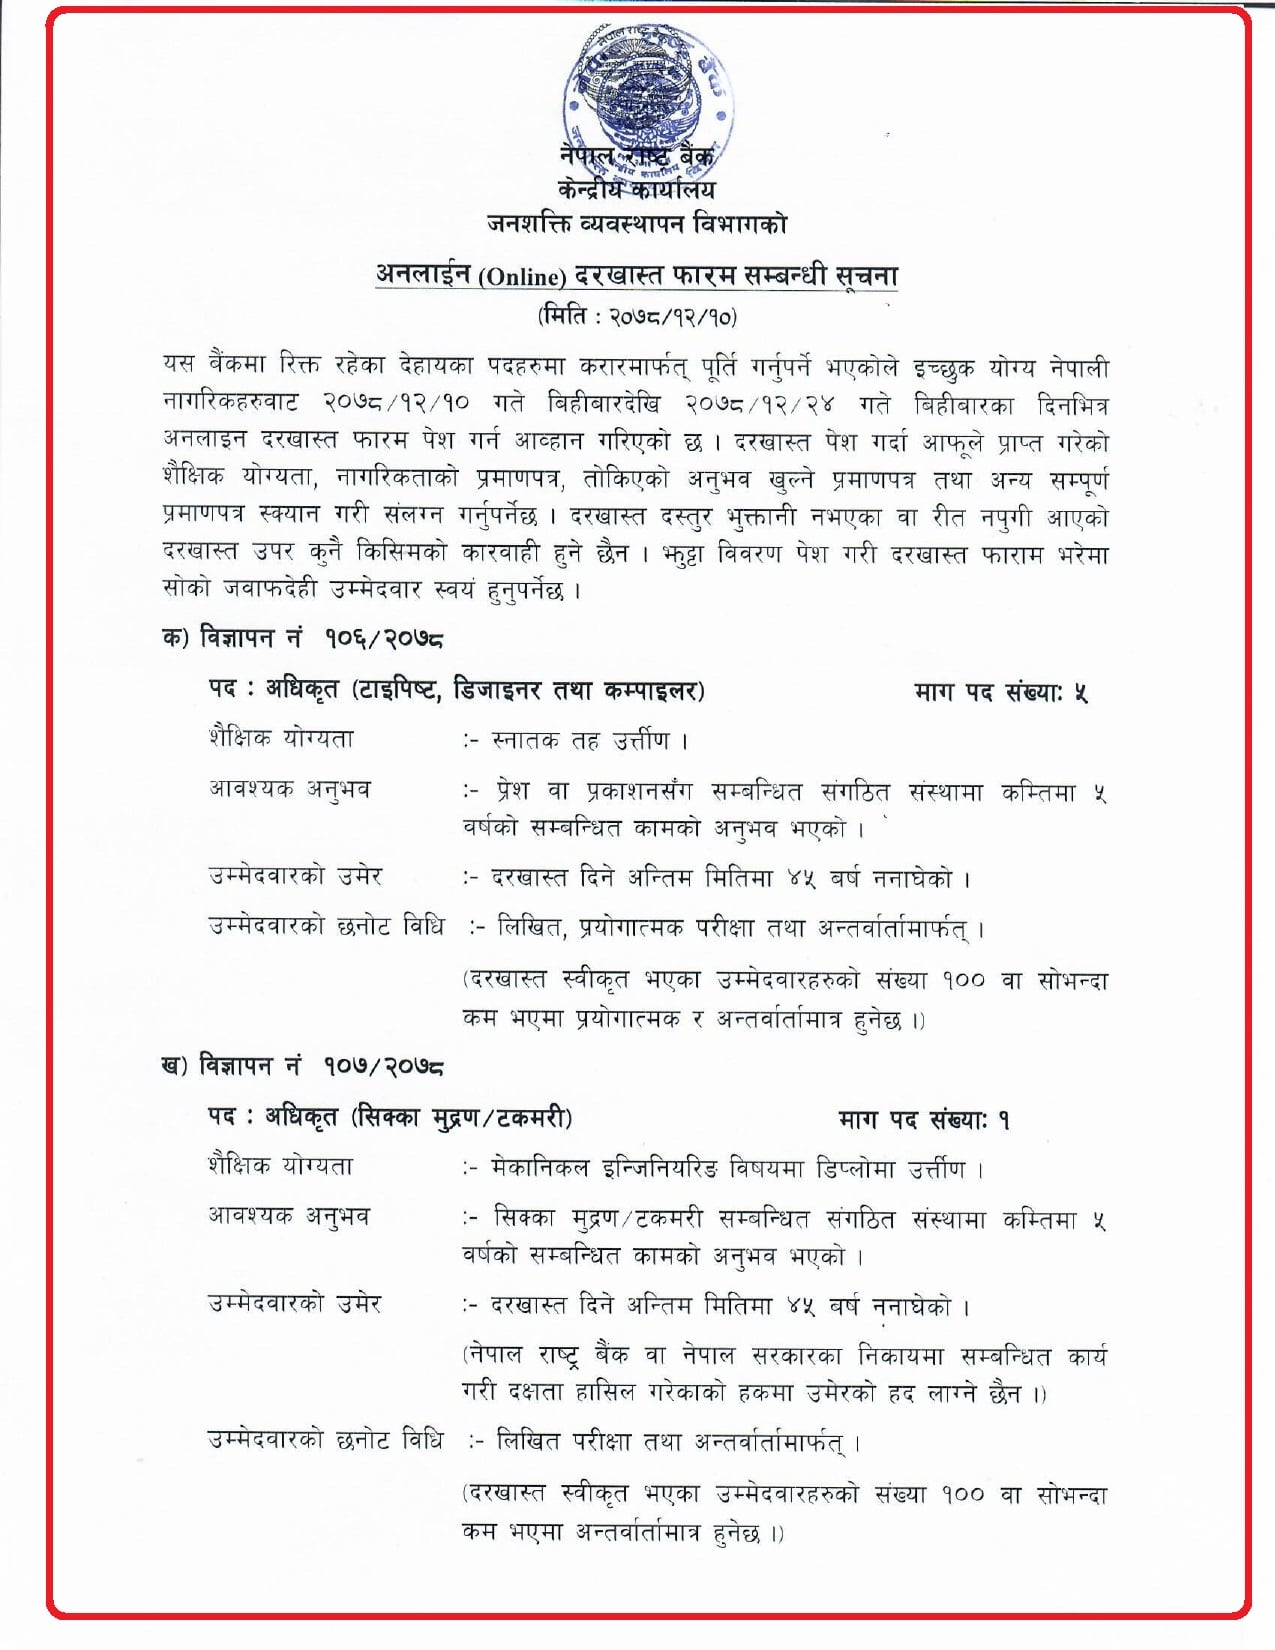 नेपाल राष्ट्र बैंक
केन्द्रीय कार्यालय
जनशक्ति व्यवस्थापन विभागको
अनलाईन (Online) दरखास्त फारम सम्बन्धी सूचना
(मिति : २०७८/१२/१०)
यस बैंकमा रिक्त रहेका देहायका पदहरुमा करारमार्फत् पूर्ति गर्नुपर्ने भएकोले इच्छुक योग्य नेपाली
नागरिकहरुवाट २०७८/१२/१० गते बिहीबारदेखि २०७८/१२/२४ गते बिहीबारका दिनभित्र
अनलाइन दरखास्त फारम पेश गर्न आव्हान गरिएको छ । दरखास्त पेश गर्दा आफूले प्राप्त गरेको
शैक्षिक योग्यता, नागरिकताको प्रमाणपत्र, तोकिएको अनुभव खुल्ने प्रमाणपत्र तथा अन्य सम्पूर्ण
प्रमाणपत्र स्क्यान गरी संलग्न गर्नुपर्नेछ । दरखास्त दस्तुर भुक्तानी नभएका वा रीत नपुगी आएको
दरखास्त उपर कुनै किसिमको कारवाही हुने छैन । झुट्टा विवरण पेश गरी दरखास्त फाराम भरेमा
सोको जवाफदेही उम्मेदवार स्वयं हुनुपर्नेछ ।
क) विज्ञापन नं १०६/२०७८
पद : अधिकृत (टाइपिष्ट, डिजाइनर तथा कम्पाइलर) माग पद संख्याः ५
शैक्षिक योग्यता :- स्नातक तह उर्त्तीण ।
आवश्यक अनुभव :- प्रेश वा प्रकाशनसँग सम्बन्धित संगठित संस्थामा कम्तिमा ५
वर्षको सम्बन्धित कामको अनुभव भएको ।
उम्मेदवारको उमेर :- दरखास्त दिने अन्तिम मितिमा ४५ बर्ष ननाघेको ।
उम्मेदवारको छनोट विधि :- लिखित, प्रयोगात्मक परीक्षा तथा अन्तर्वार्तामार्फत् ।
(दरखास्त स्वीकृत भएका उम्मेदवारहरुको संख्या १०० वा सोभन्दा
कम भएमा प्रयोगात्मक र अन्तर्वार्तामात्र हुनेछ ।)
ख) विज्ञापन नं १०७/२०७८
पद : अधिकृत (सिक्का मुद्रण/टकमरी) माग पद संख्याः १
शैक्षिक योग्यता :- मेकानिकल इन्जिनियरिङ विषयमा डिप्लोमा उर्त्तीण ।
आवश्यक अनुभव :- सिक्का मुद्रण/टकमरी सम्बन्धित संगठित संस्थामा कम्तिमा ५
वर्षको सम्बन्धित कामको अनुभव भएको ।
उम्मेदवारको उमेर :- दरखास्त दिने अन्तिम मितिमा ४५ बर्ष ननाघेको ।
(नेपाल राष्ट्र बैंक वा नेपाल सरकारका निकायमा सम्बन्धित कार्य
गरी दक्षता हासिल गरेकाको हकमा उमेरको हद लाग्ने छैन ।)
उम्मेदवारको छनोट विधि :- लिखित परीक्षा तथा अन्तर्वार्तामार्फत् ।
(दरखास्त स्वीकृत भएका उम्मेदवारहरुको संख्या १०० वा सोभन्दा
कम भएमा अन्तर्वार्तामात्र हुनेछ ।)